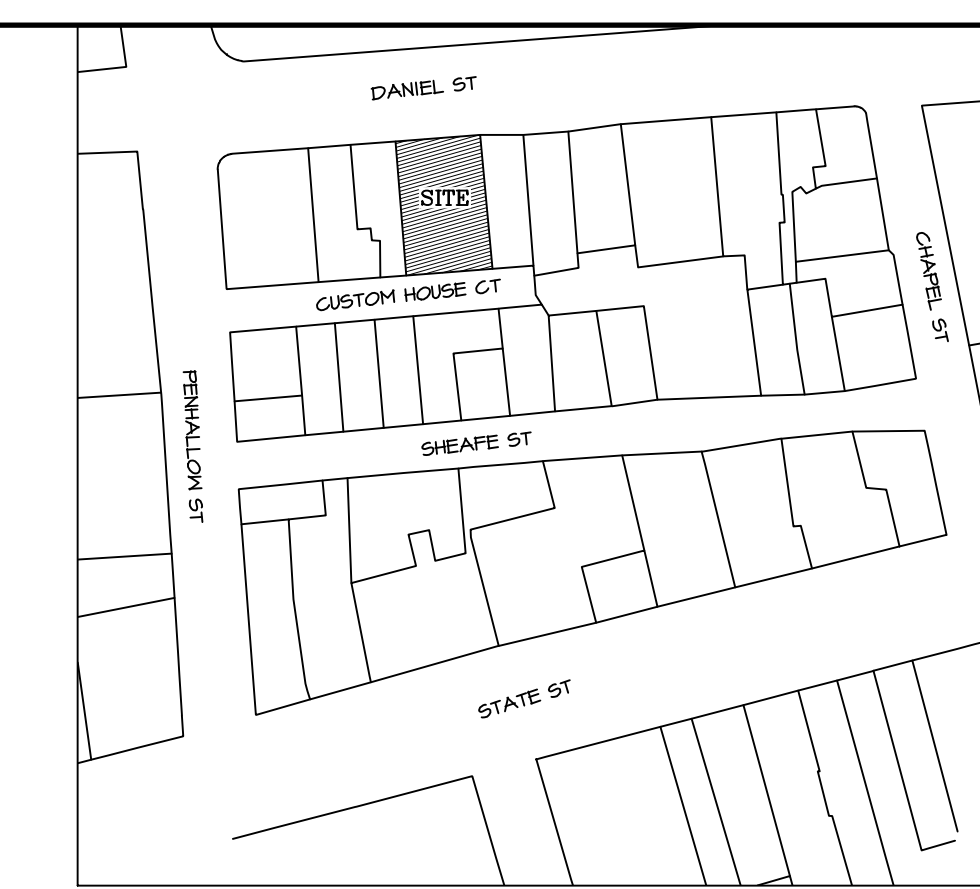 DANIEL ST
SITE
CUSTOM HOUSE CT
CHAPEL ST
PENHALLOW ST
SHEAFE ST
STATE ST